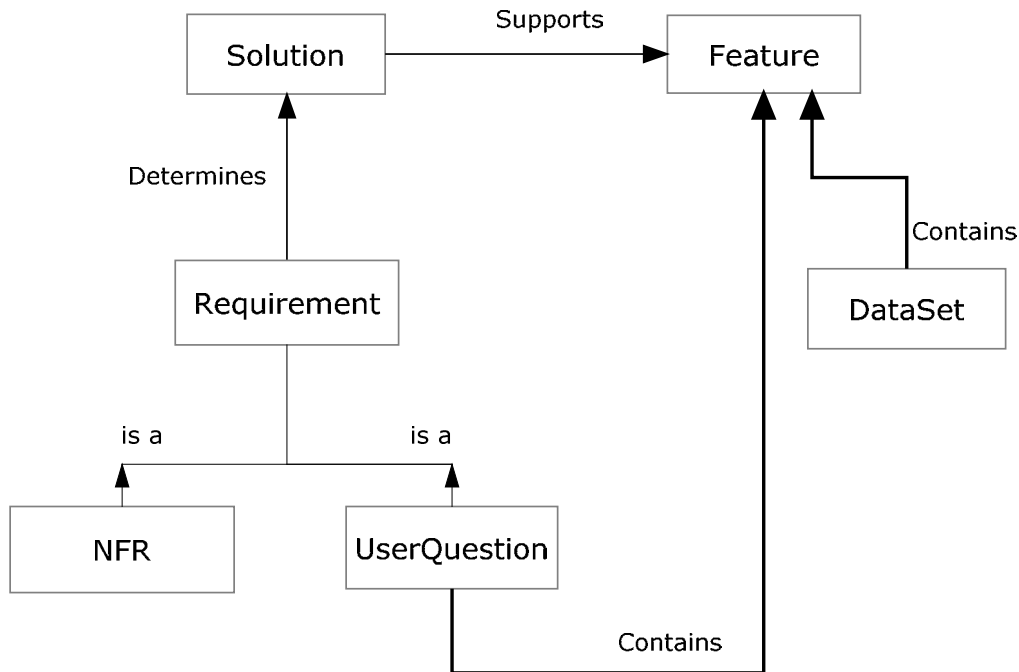 Supports
Solution
Feature
Determines
Contains
Requirement
DataSet
is a
is a
NFR
UserQuestion
Contains